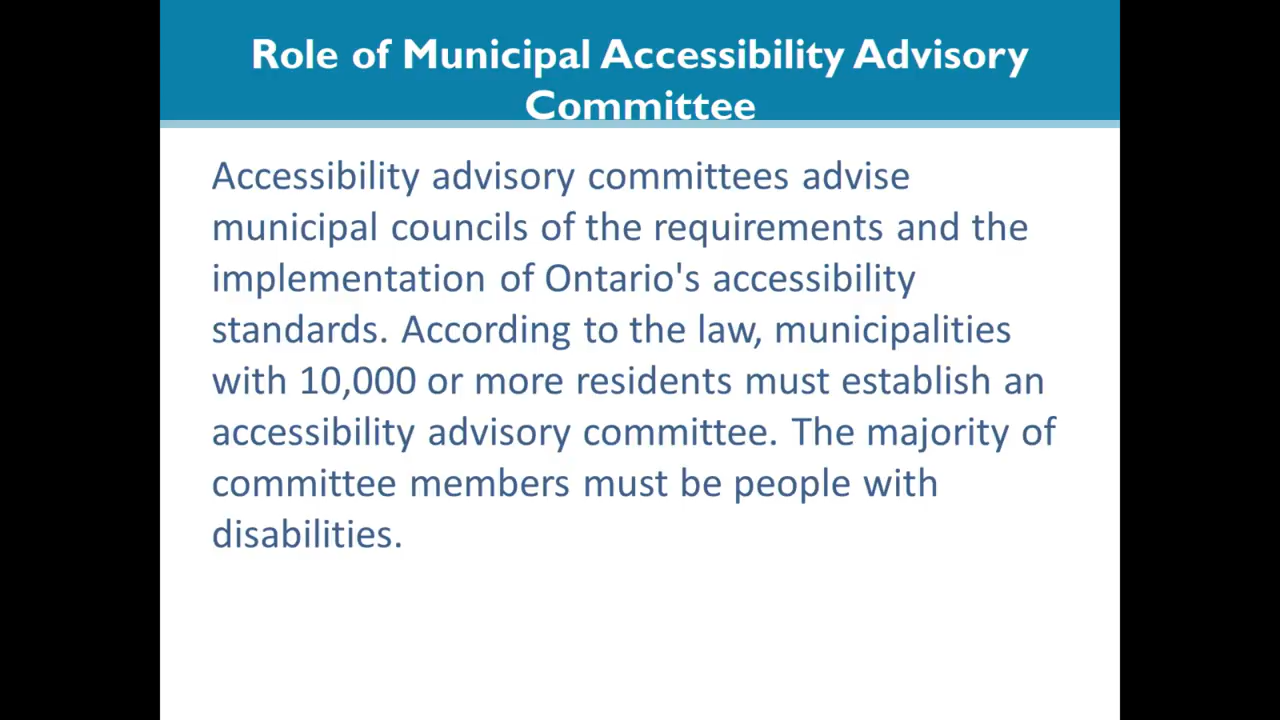 Role of Municipal Accessibility Advisory
Committee
Accessibility advisory committees advise
municipal councils of the requirements and the
implementation of Ontario's accessibility
standards. According to the law, municipalities
with 10,000 or more residents must establish an
accessibility advisory committee. The majority of
committee members must be people with
disabilities.